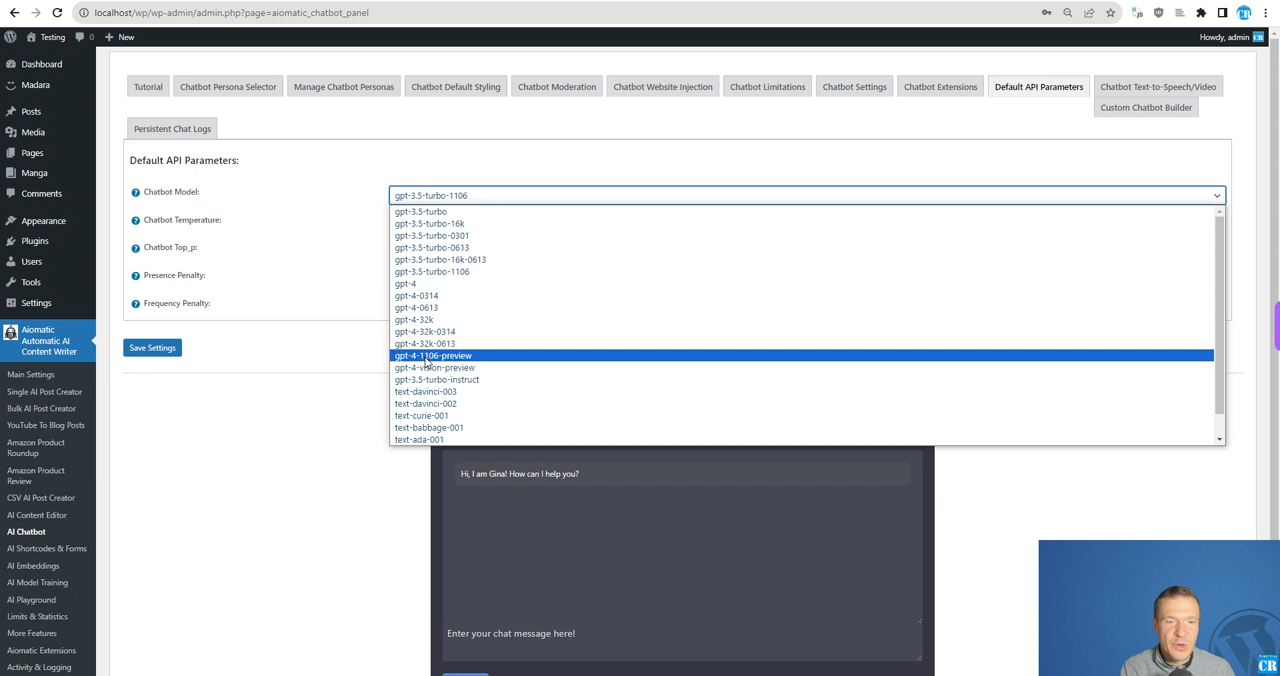 localhost/wp/wp-admin/admin.php?page=aiomatic_chatbot_panel
Testing 0 + New Howdy, admin
Dashboard
Madara
Posts
Media
Pages
Manga
Comments
Appearance
Plugins
Users
Tools
Settings
Aiomatic
Automatic AI
Content Writer
Main Settings
Single AI Post Creator
Bulk AI Post Creator
YouTube To Blog Posts
Amazon Product
Roundup
Amazon Product
Review
CSV AI Post Creator
AI Content Editor
AI Chatbot
AI Shortcodes & Forms
AI Embeddings
AI Model Training
AI Playground
Limits & Statistics
More Features
Aiomatic Extensions
Activity & Logging
Tutorial Chatbot Persona Selector Manage Chatbot Personas Chatbot Default Styling Chatbot Moderation Chatbot Website Injection Chatbot Limitations Chatbot Settings Chatbot Extensions Default API Parameters Chatbot Text-to-Speech/Video
Custom Chatbot Builder
Persistent Chat Logs
Default API Parameters:
Chatbot Model:
Chatbot Temperature:
Chatbot Top_p:
Presence Penalty:
Frequency Penalty:
Save Settings
gpt-3.5-turbo-1106
gpt-3.5-turbo
gpt-3.5-turbo-16k
gpt-3.5-turbo-0301
gpt-3.5-turbo-0613
gpt-3.5-turbo-16k-0613
gpt-3.5-turbo-1106
gpt-4
gpt-4-0314
gpt-4-0613
gpt-4-32k
gpt-4-32k-0314
gpt-4-32k-0613
gpt-4-1106-preview
gpt-4-vision-preview
gpt-3.5-turbo-instruct
text-davinci-003
text-davinci-002
text-curie-001
text-babbage-001
text-ada-001
Hi, I am Gina! How can I help you?
Enter your chat message here!
CR